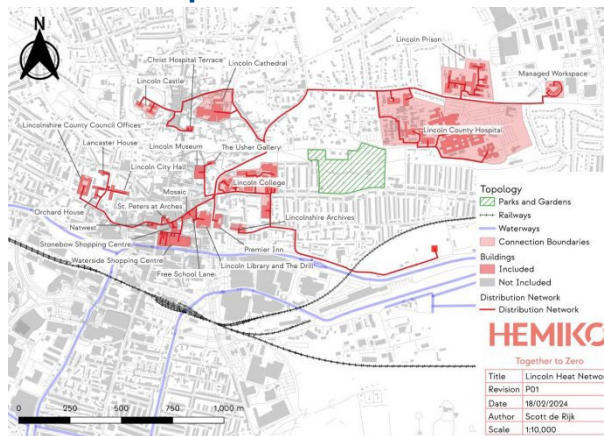 N
Christ Hospital Terrace
Lincoln Cathedral
Lincoln Castle
Lincoln Prison
Managed Workspace
Lincolnshire County Council Offices
Lancaster House
Lincoln Museum
The Usher Gallery
Lincoln County Hospital
Lincoln City Hall
Mosaic
Lincoln College
St. Peters at Arches
Orchard House
Natwest
Lincolnshire Archives
Stonebow Shopping Centre
Premier Inn
Waterside Shopping Centre
Lincoln Library and The Drill
Free School Lane
Topology
Parks and Gardens
Railways
Waterways
Connection Boundaries
Buildings
Included
Not Included
Distribution Network
Distribution Network
HEMIKO
Together to Zero
Title Lincoln Heat Network
Revision P01
Date 18/02/2024
Author Scott de Rijk
Scale 1:10,000
0 250 500 750 1,000 m